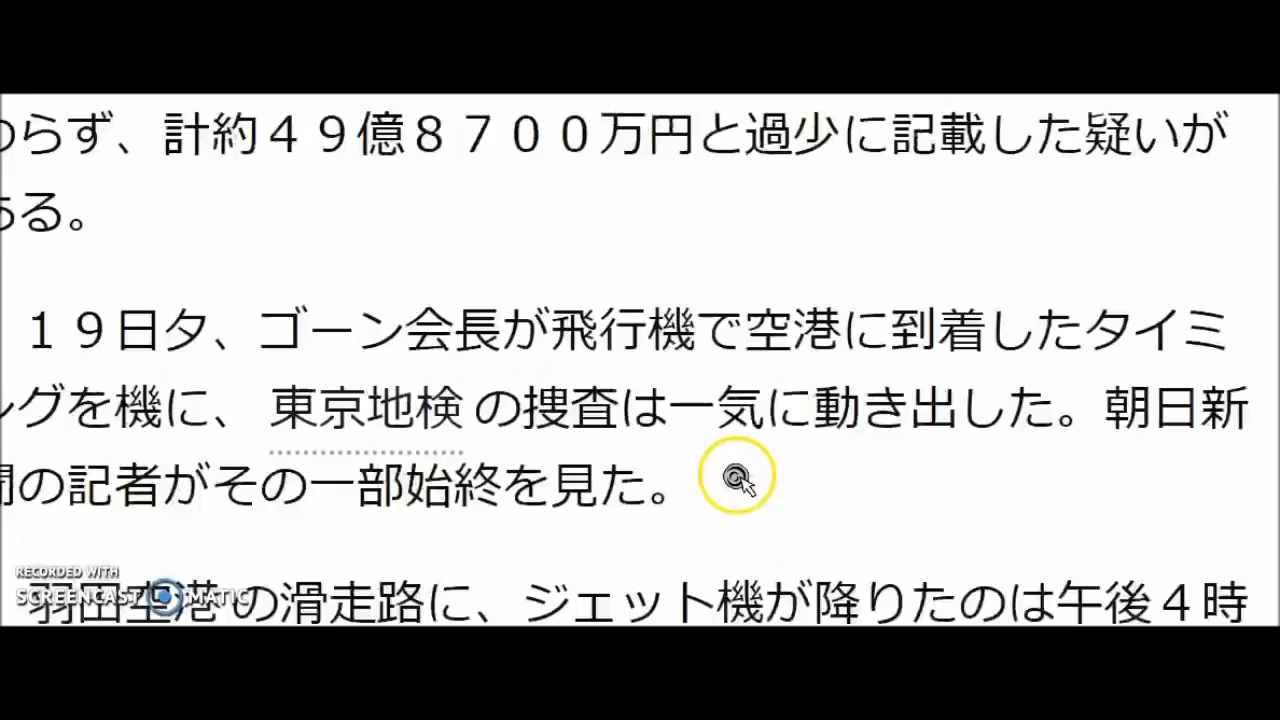 わらず、計約４９億８７００万円と過少に記載した疑いが
ある。
１９日夕、ゴーン会長が飛行機で空港に到着したタイミ
ングを機に、 東京地検 の捜査は一気に動き出した。朝日新
聞の記者がその一部始終を見た。
羽田空港の滑走路に、ジェット機が降りたのは午後４時
RECORDED WITH
SCREENCAST MATIC